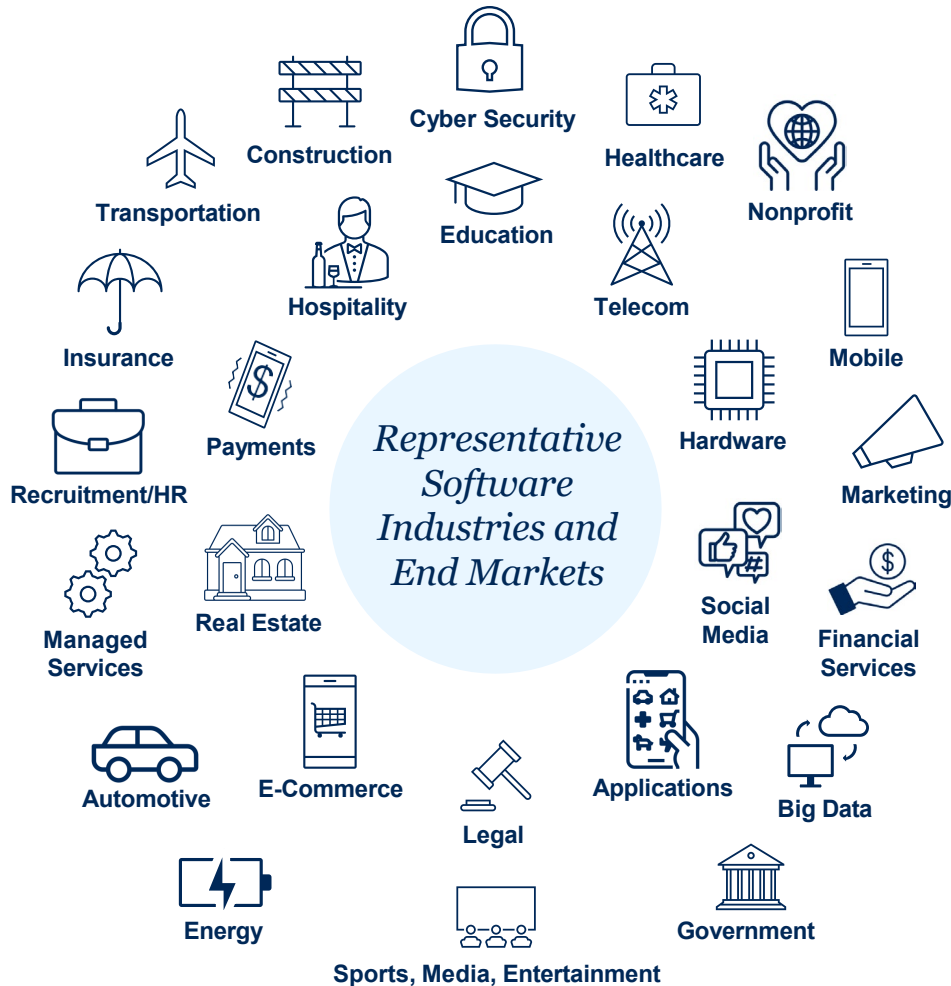 Cyber Security
Construction
Healthcare
Transportation
Nonprofit
Education
Hospitality
Telecom
Insurance
Mobile
$
Payments
Hardware
Recruitment/HR
Marketing
Representative
Software
Industries and
End Markets
#
$
Real Estate
Social
Media
Managed
Services
Financial
Services
Automotive
E-Commerce
Applications
Big Data
Legal
Energy
Government
Sports, Media, Entertainment